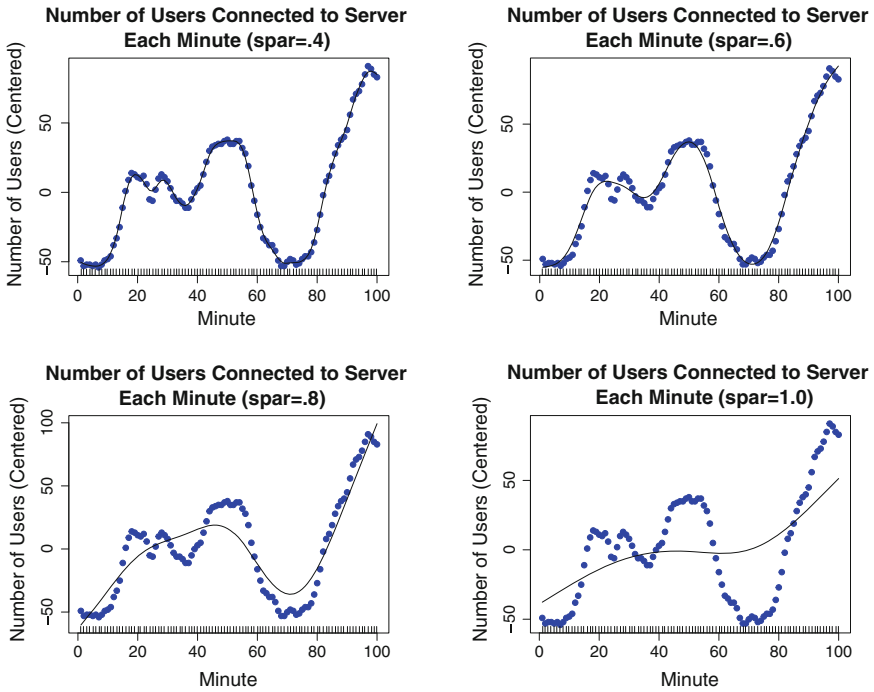 Number of Users Connected to Server
Each Minute (spar=.4)
Number of Users (Centered)
50
0
−50
0 20 40 60 80 100
Minute
Number of Users Connected to Server
Each Minute (spar=.6)
Number of Users (Centered)
50
0
−50
0 20 40 60 80 100
Minute
Number of Users Connected to Server
Each Minute (spar=.8)
Number of Users (Centered)
100
50
0
−50
0 20 40 60 80 100
Minute
Number of Users Connected to Server
Each Minute (spar=1.0)
Number of Users (Centered)
50
0
−50
0 20 40 60 80 100
Minute